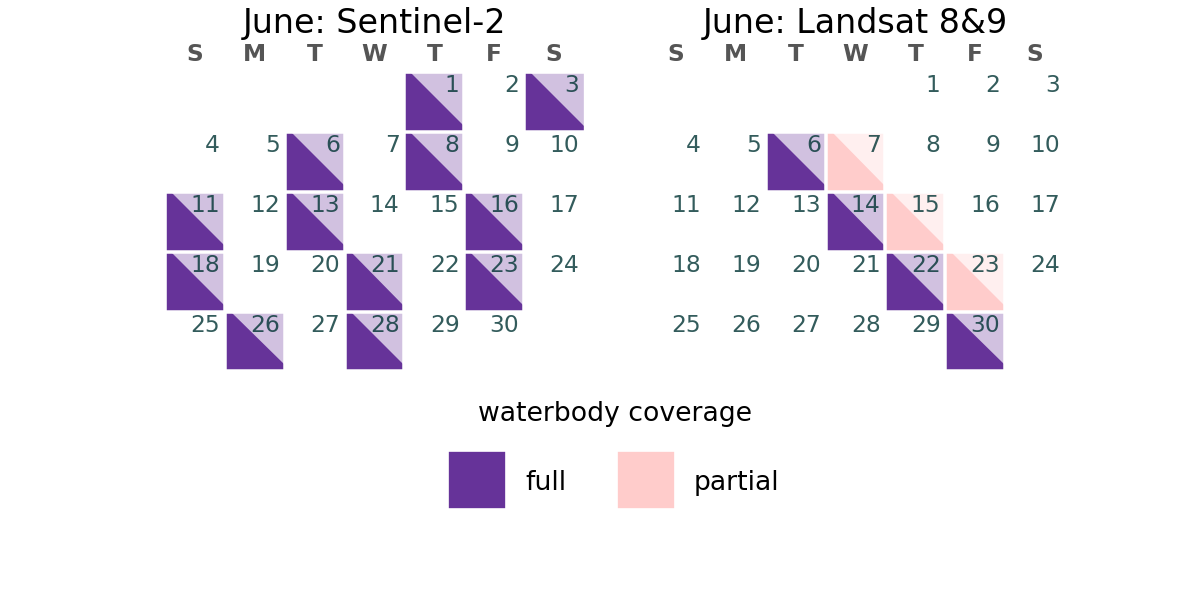 June: Sentinel-2
S M T W T F S
1 2 3
4 5 6 7 8 9 10
11 12 13 14 15 16 17
18 19 20 21 22 23 24
25 26 27 28 29 30
June: Landsat 8&9
S M T W T F S
1 2 3
4 5 6 7 8 9 10
11 12 13 14 15 16 17
18 19 20 21 22 23 24
25 26 27 28 29 30
waterbody coverage
full
partial